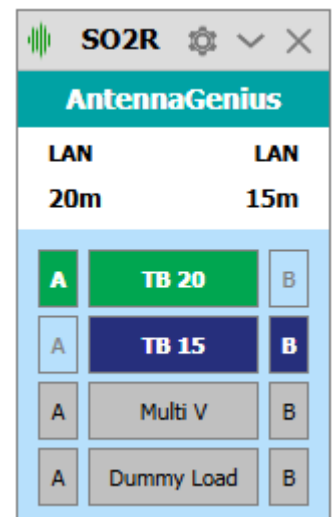 SO2R
AntennaGenius
LAN LAN
20m 15m
A TB 20 B
A TB 15 B
A Multi V B
A Dummy Load B